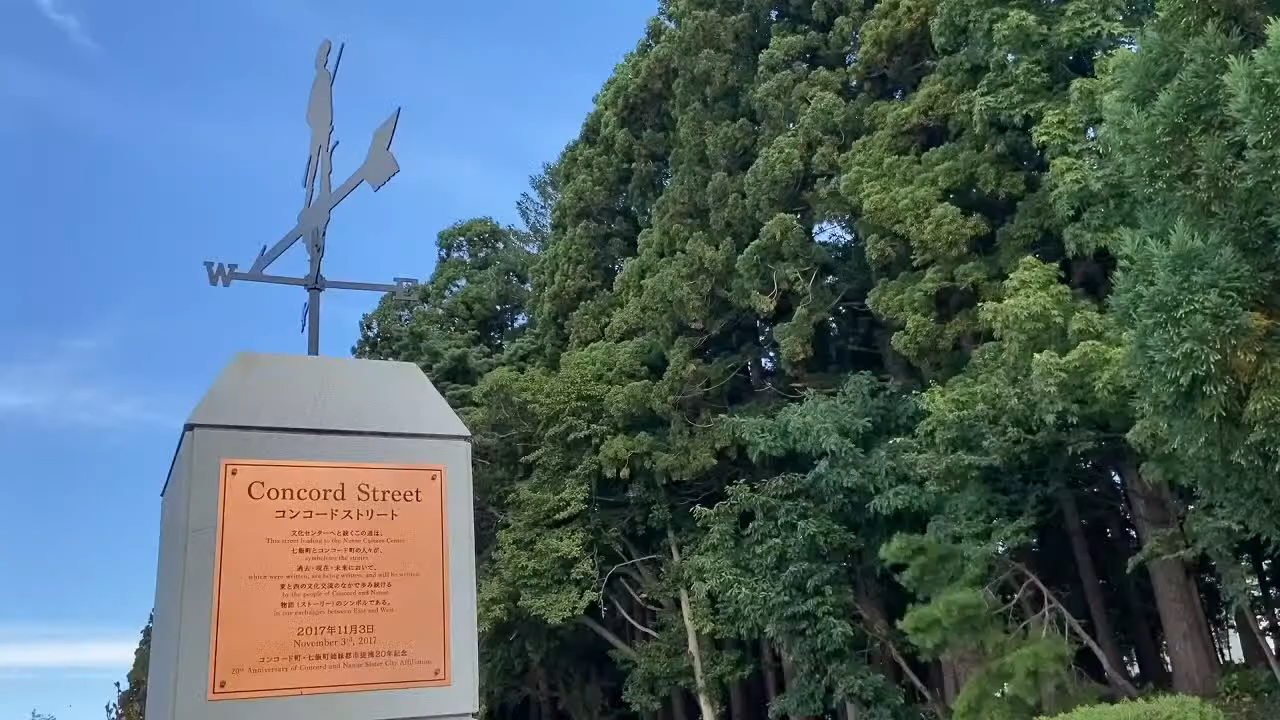 W
E
Concord Street
コンコードストリート
文化センターへと続くこの道は、
This street leading to the Nanae Culture Center
七飯町とコンコード町の人々が、
symbolizes the stories
過去・現在・未来において、
which were written, are being written, and will be written
東と西の文化交流のなかで歩み続ける
by the people of Concord and Nanae
物語(ストーリー)のシンボルである。
in our exchanges between East and West.
2017年11月3日
November 3rd, 2017
コンコード町・七飯町姉妹都市提携20年記念
20th Anniversary of Concord and Nanae Sister City Affiliation